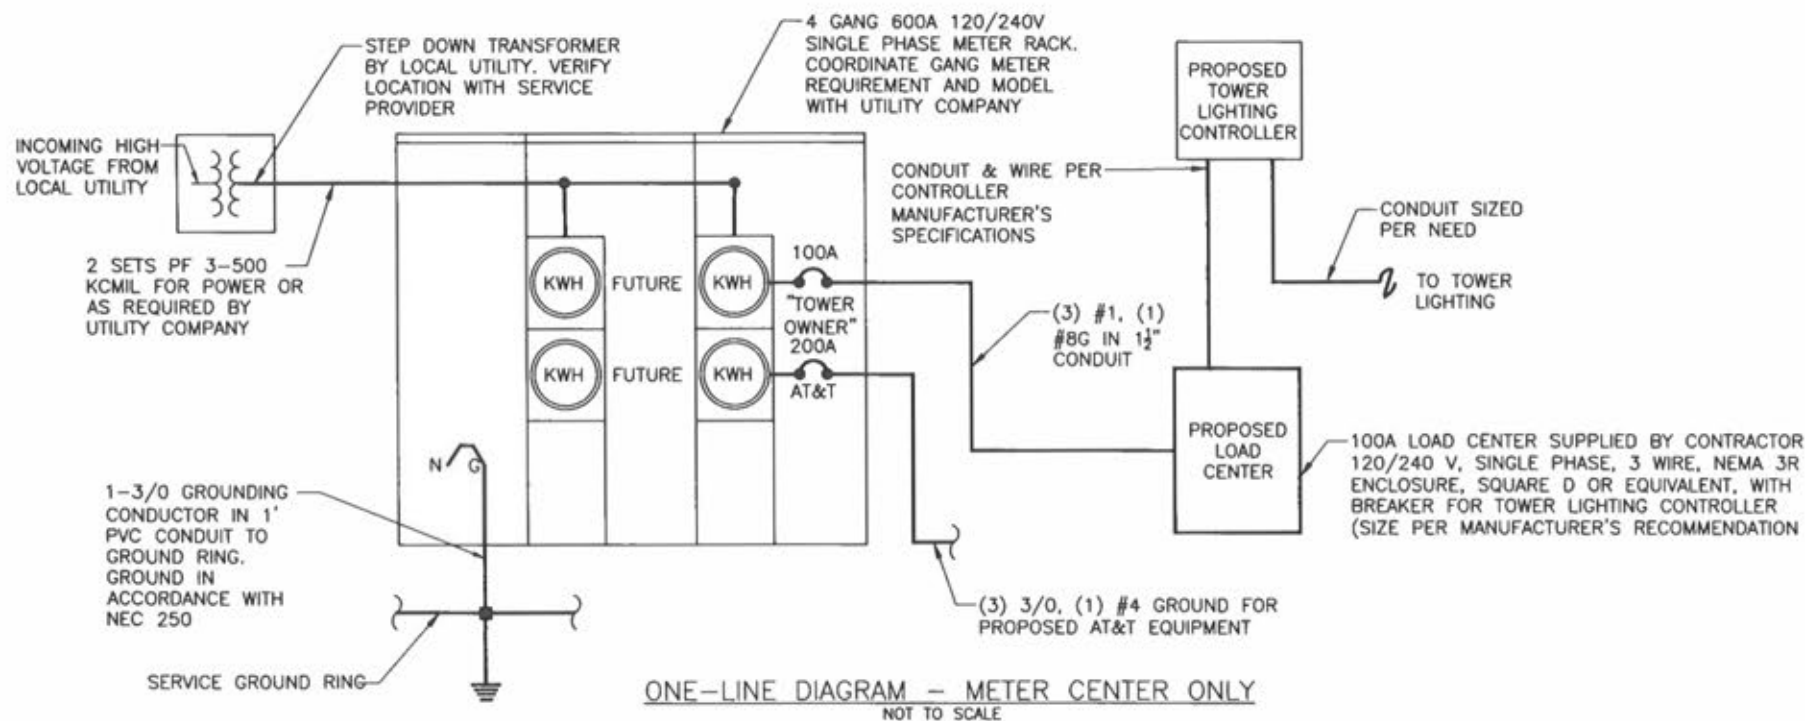 STEP DOWN TRANSFORMER
BY LOCAL UTILITY. VERIFY
LOCATION WITH SERVICE
PROVIDER
4 GANG 600A 120/240V
SINGLE PHASE METER RACK.
COORDINATE GANG METER
REQUIREMENT AND MODEL
WITH UTILITY COMPANY
PROPOSED
TOWER
LIGHTING
CONTROLLER
INCOMING HIGH
VOLTAGE FROM
LOCAL UTILITY
CONDUIT & WIRE PER
CONTROLLER
MANUFACTURER'S
SPECIFICATIONS
CONDUIT SIZED
PER NEED
2 SETS PF 3-500
KCMIL FOR POWER OR
AS REQUIRED BY
UTILITY COMPANY
KWH
FUTURE
KWH
100A
"TOWER
OWNER"
TO TOWER
LIGHTING
KWH
FUTURE
KWH
200A
AT&T
(3) #1, (1)
#8G IN 1½"
CONDUIT
PROPOSED
LOAD
CENTER
100A LOAD CENTER SUPPLIED BY CONTRACTOR
120/240 V, SINGLE PHASE, 3 WIRE, NEMA 3R
ENCLOSURE, SQUARE D OR EQUIVALENT, WITH
BREAKER FOR TOWER LIGHTING CONTROLLER
(SIZE PER MANUFACTURER'S RECOMMENDATION
N G
1-3/0 GROUNDING
CONDUCTOR IN 1'
PVC CONDUIT TO
GROUND RING.
GROUND IN
ACCORDANCE WITH
NEC 250
(3) 3/0, (1) #4 GROUND FOR
PROPOSED AT&T EQUIPMENT
SERVICE GROUND RING
ONE-LINE DIAGRAM - METER CENTER ONLY
NOT TO SCALE